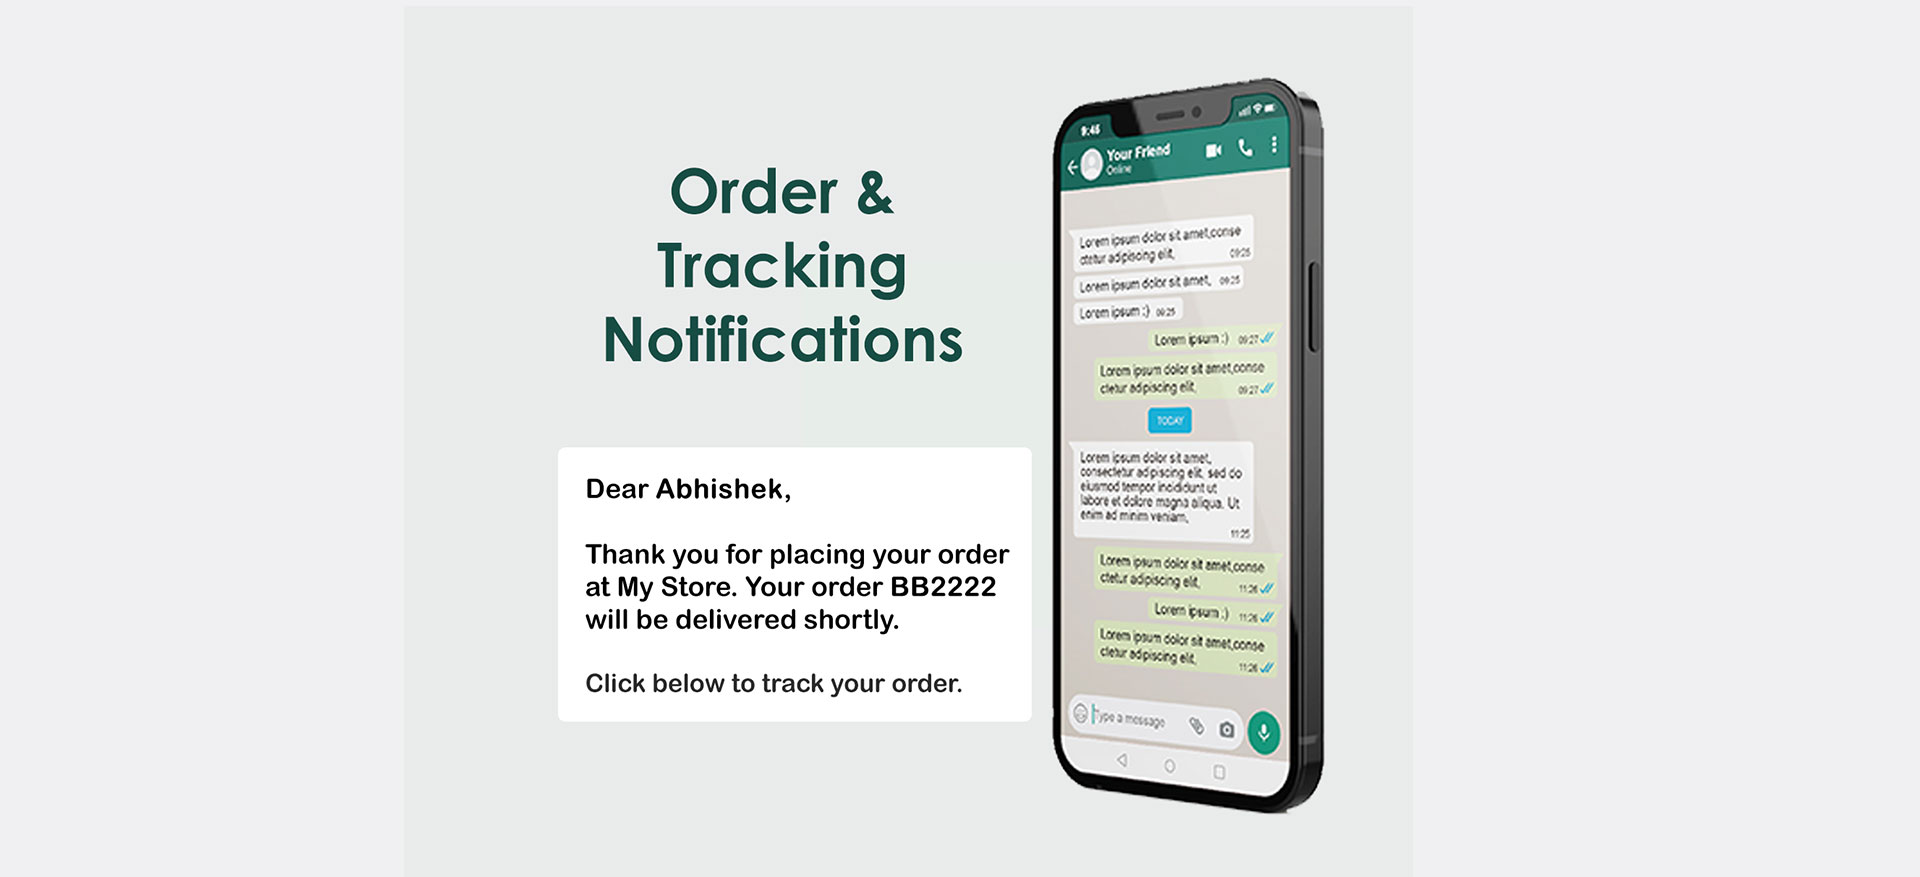 Order &
Tracking
Notifications
Dear Abhishek,
Thank you for placing your order
at My Store. Your order BB2222
will be delivered shortly.
Click below to track your order.
9:45
Your Friend
Online
Lorem ipsum dolor sit amet,conse
ctetur adipiscing elit, 09:25
Lorem ipsum dolor sit amet, 09:25
Lorem ipsum :) 09:25
Lorem ipsum :) 09:27
Lorem ipsum dolor sit amet,conse
ctetur adipiscing elit, 09:27
TODAY
Lorem ipsum dolor sit amet,
consectetur adipiscing elit, sed do
eiusmod tempor incididunt ut
labore et dolore magna aliqua. Ut
enim ad minim veniam,
11:25
Lorem ipsum dolor sit amet,conse
ctetur adipiscing elit, 11:26
Lorem ipsum :) 11:26
Lorem ipsum dolor sit amet,conse
ctetur adipiscing elit, 11:26
Type a message